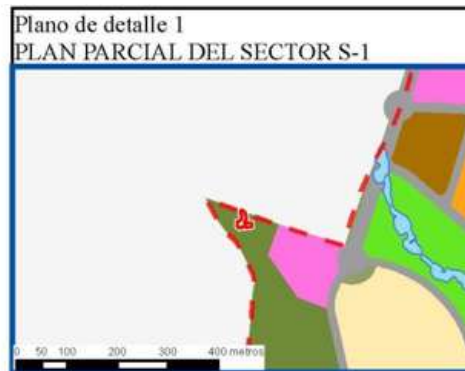 Plano de detalle 1
PLAN PARCIAL DEL SECTOR S-1
0 50 100 200 300 400 metros